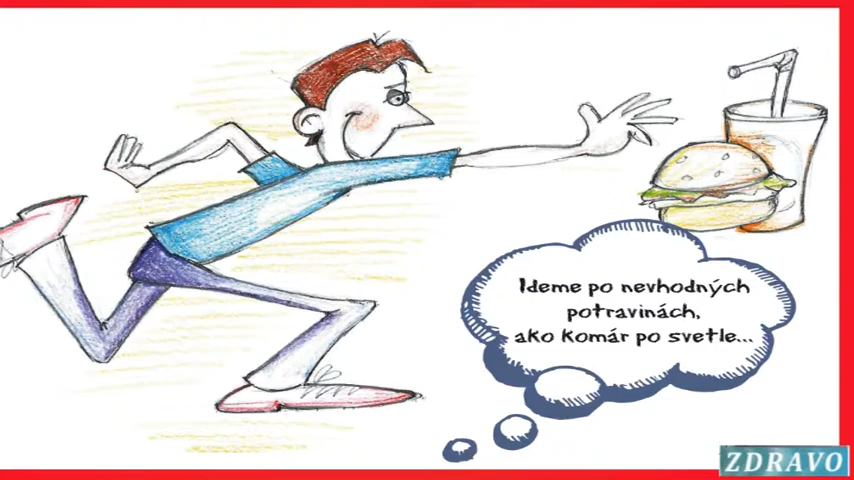 Ideme po nevhodných
potravinách,
ako komár po svetle...
ZDRAVO